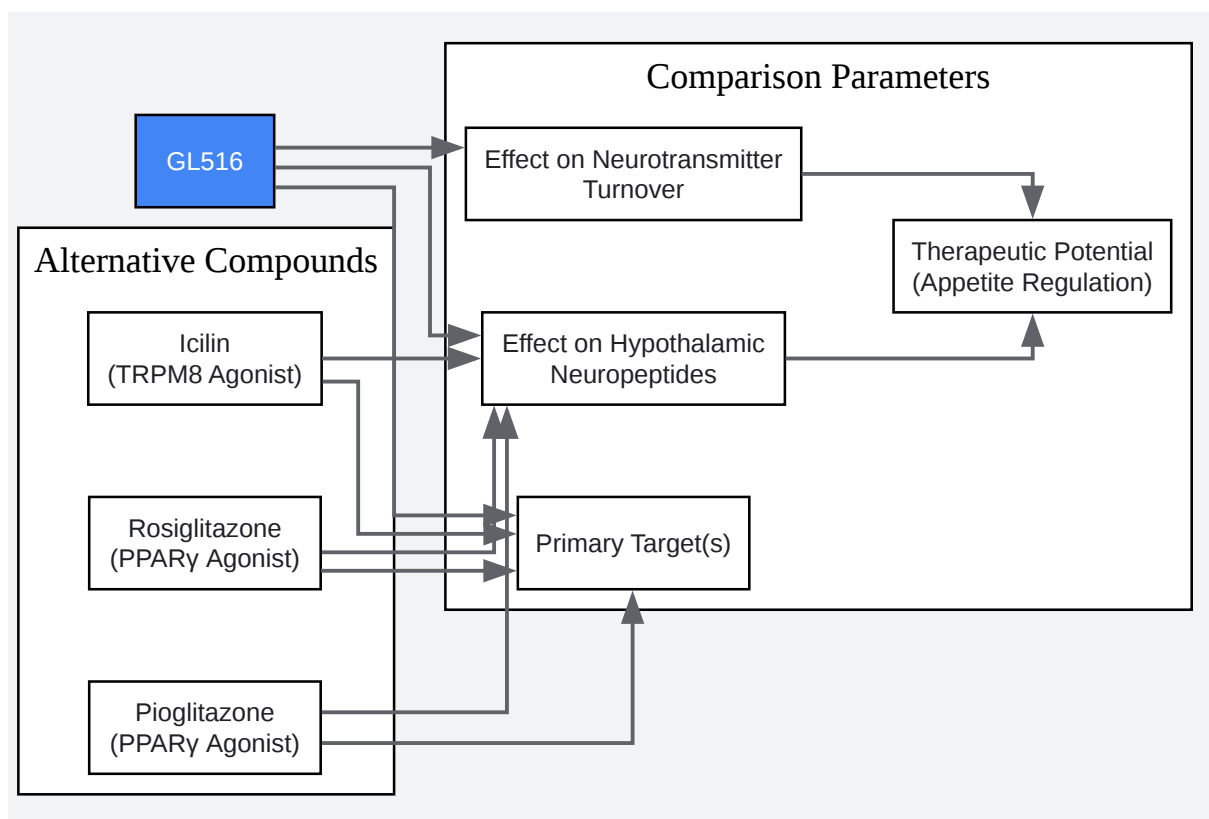 Comparison Parameters
GL516
Effect on Neurotransmitter
Turnover
Therapeutic Potential
(Appetite Regulation)
Alternative Compounds
Icilin
(TRPM8 Agonist)
Effect on Hypothalamic
Neuropeptides
Rosiglitazone
(PPARγ Agonist)
Primary Target(s)
Pioglitazone
(PPARγ Agonist)